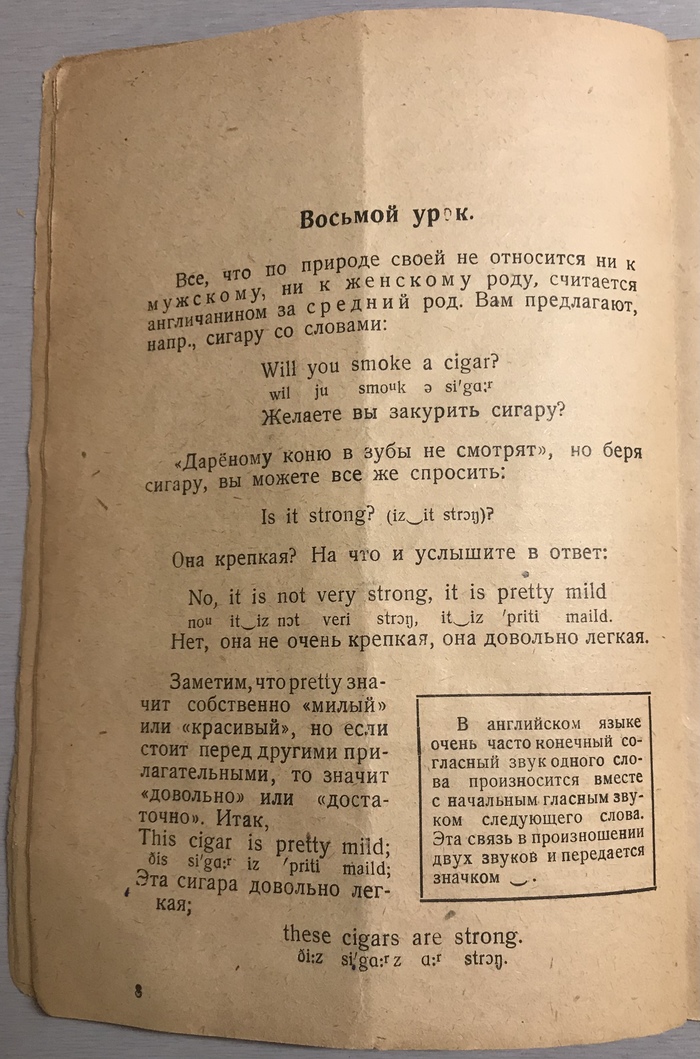 Восьмой урок.
Все, что по природе своей не относится ни к
мужскому, ни к женскому роду, считается
англичанином за средний род. Вам предлагают,
напр., сигару со словами:
Will you smoke a cigar?
wil ju smouk ə si'gɑ:r
Желаете вы закурить сигару?
«Дарёному коню в зубы не смотрят», но беря
сигару, вы можете все же спросить:
Is it strong? (iz‿it strɔŋ)?
Она крепкая? На что и услышите в ответ:
No, it is not very strong, it is pretty mild
nou it‿iz nɔt veri strɔŋ, it‿iz 'priti maild.
Нет, она не очень крепкая, она довольно легкая.
Заметим, что pretty зна-
чит собственно «милый»
или «красивый», но если
стоит перед другими при-
лагательными, то значит
«довольно» или «доста-
точно». Итак,
This cigar is pretty mild;
ðis si'gɑ:r iz 'priti maild;
Эта сигара довольно лег-
кая;
В английском языке
очень часто конечный со-
гласный звук одного сло-
ва произносится вместе
с начальным гласным зву-
ком следующего слова.
Эта связь в произношении
двух звуков и передается
значком ‿.
these cigars are strong.
ði:z si'gɑ:r z ɑ:r strɔŋ.
8